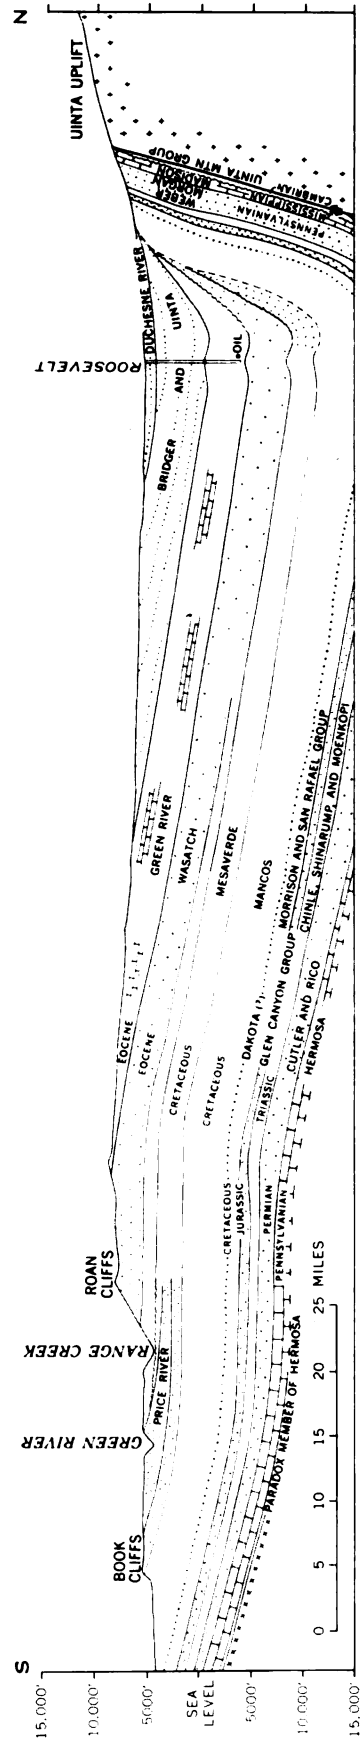 S
N
15,000'
10,000'
5000'
SEA LEVEL
5000'
10,000'
15,000'
BOOK CLIFFS
GREEN RIVER
RANGE CREEK
ROAN CLIFFS
ROOSEVELT
UINTA UPLIFT
PRICE RIVER
EOCENE
EOCENE
GREEN RIVER
WASATCH
BRIDGER
AND
UINTA
DUCHESNE RIVER
OIL
CRETACEOUS
MESAVERDE
CRETACEOUS
MANCOS
CRETACEOUS
DAKOTA (?)
JURASSIC
MORRISON AND SAN RAFAEL GROUP
TRIASSIC
GLEN CANYON GROUP
CHINLE, SHINARUMP, AND MOENKOPI
PERMIAN
CUTLER AND RICO
PENNSYLVANIAN
HERMOSA
PARADOX MEMBER OF HERMOSA
WEBER
MORGAN
PENNSYLVANIAN
MADISON
MISSISSIPPIAN
CAMBRIAN
UINTA MTN GROUP
0 5 10 15 20 25 MILES